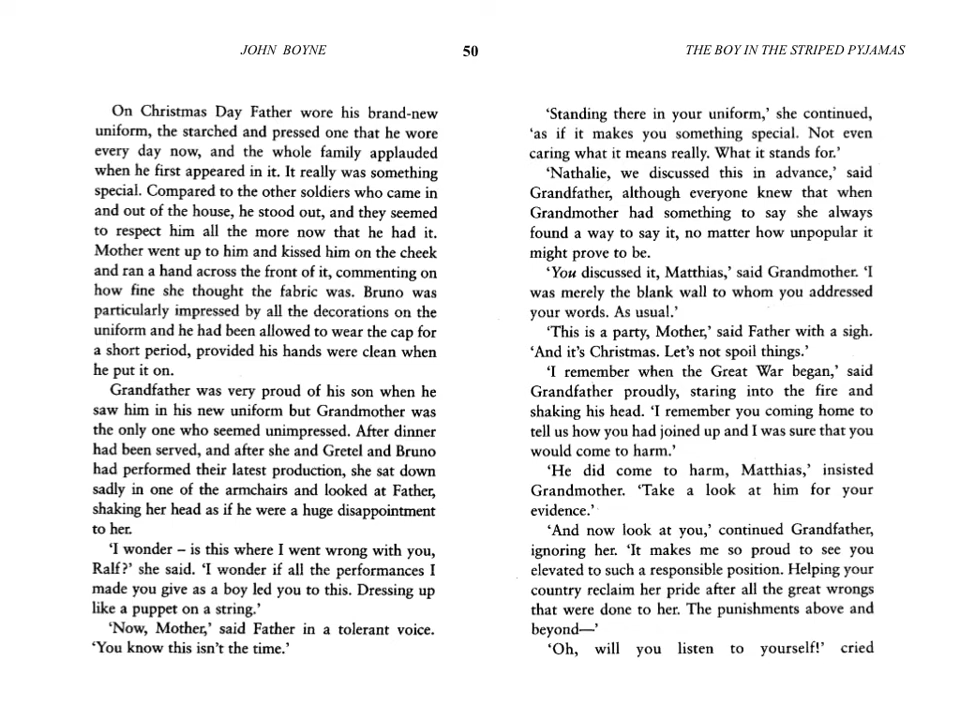 JOHN BOYNE
50
THE BOY IN THE STRIPED PYJAMAS
On Christmas Day Father wore his brand-new
uniform, the starched and pressed one that he wore
every day now, and the whole family applauded
when he first appeared in it. It really was something
special. Compared to the other soldiers who came in
and out of the house, he stood out, and they seemed
to respect him all the more now that he had it.
Mother went up to him and kissed him on the cheek
and ran a hand across the front of it, commenting on
how fine she thought the fabric was. Bruno was
particularly impressed by all the decorations on the
uniform and he had been allowed to wear the cap for
a short period, provided his hands were clean when
he put it on.
Grandfather was very proud of his son when he
saw him in his new uniform but Grandmother was
the only one who seemed unimpressed. After dinner
had been served, and after she and Gretel and Bruno
had performed their latest production, she sat down
sadly in one of the armchairs and looked at Father,
shaking her head as if he were a huge disappointment
to her.
‘I wonder – is this where I went wrong with you,
Ralf?’ she said. ‘I wonder if all the performances I
made you give as a boy led you to this. Dressing up
like a puppet on a string.’
‘Now, Mother,’ said Father in a tolerant voice.
‘You know this isn’t the time.’
‘Standing there in your uniform,’ she continued,
‘as if it makes you something special. Not even
caring what it means really. What it stands for.’
‘Nathalie, we discussed this in advance,’ said
Grandfather, although everyone knew that when
Grandmother had something to say she always
found a way to say it, no matter how unpopular it
might prove to be.
‘You discussed it, Matthias,’ said Grandmother. ‘I
was merely the blank wall to whom you addressed
your words. As usual.’
‘This is a party, Mother,’ said Father with a sigh.
‘And it’s Christmas. Let’s not spoil things.’
‘I remember when the Great War began,’ said
Grandfather proudly, staring into the fire and
shaking his head. ‘I remember you coming home to
tell us how you had joined up and I was sure that you
would come to harm.’
‘He did come to harm, Matthias,’ insisted
Grandmother. ‘Take a look at him for your
evidence.’
‘And now look at you,’ continued Grandfather,
ignoring her. ‘It makes me so proud to see you
elevated to such a responsible position. Helping your
country reclaim her pride after all the great wrongs
that were done to her. The punishments above and
beyond—’
‘Oh, will you listen to yourself!’ cried